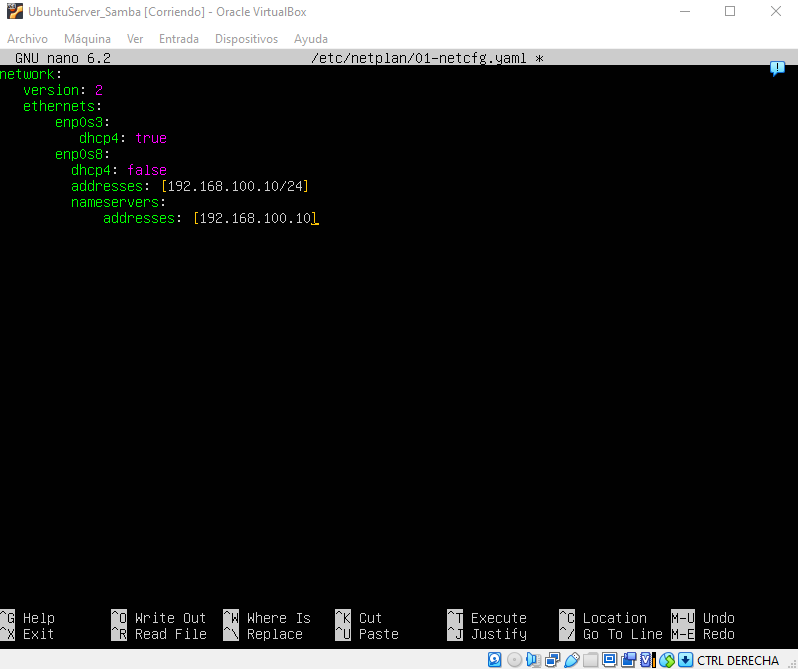 UbuntuServer_Samba [Corriendo] - Oracle VirtualBox
Archivo Máquina Ver Entrada Dispositivos Ayuda
GNU nano 6.2 /etc/netplan/01-netcfg.yaml *
network:
version: 2
ethernets:
enp0s3:
dhcp4: true
enp0s8:
dhcp4: false
addresses: [192.168.100.10/24]
nameservers:
addresses: [192.168.100.10]
^G Help ^O Write Out ^W Where Is ^K Cut ^T Execute ^C Location M-U Undo
^X Exit ^R Read File ^\ Replace ^U Paste ^J Justify ^/ Go To Line M-E Redo
CTRL DERECHA